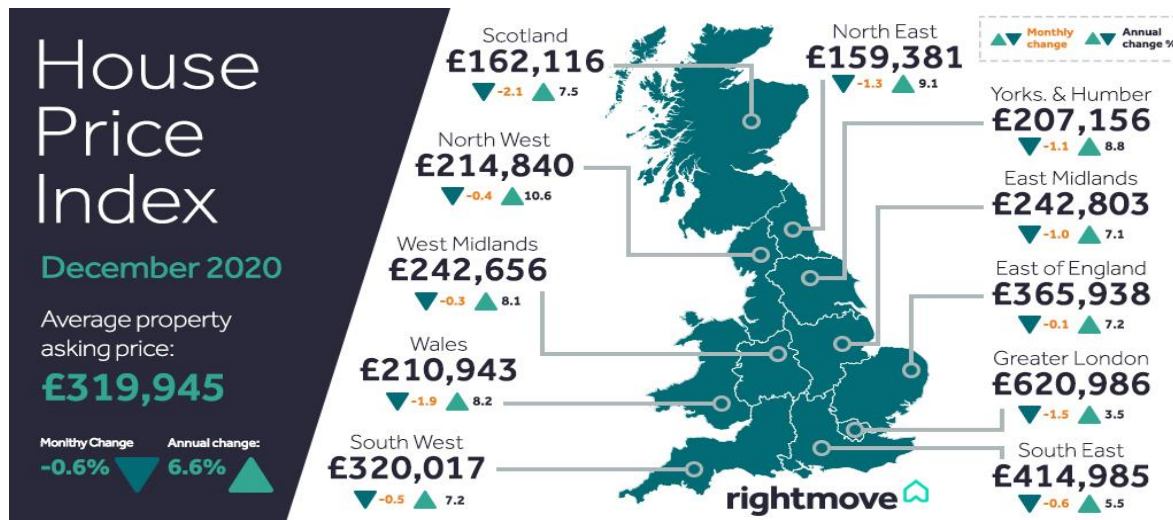 House
Price
Index
December 2020
Average property
asking price:
£319,945
Monlthy Change
-0.6%
Annual change:
6.6%
Scotland
£162,116
-2.1 7.5
North West
£214,840
-0.4 10.6
West Midlands
£242,656
-0.3 8.1
Wales
£210,943
-1.9 8.2
South West
£320,017
-0.5 7.2
North East
£159,381
-1.3 9.1
Monthly
change
Annual
change %
Yorks. & Humber
£207,156
-1.1 8.8
East Midlands
£242,803
-1.0 7.1
East of England
£365,938
-0.1 7.2
Greater London
£620,986
-1.5 3.5
South East
£414,985
-0.6 5.5
rightmove